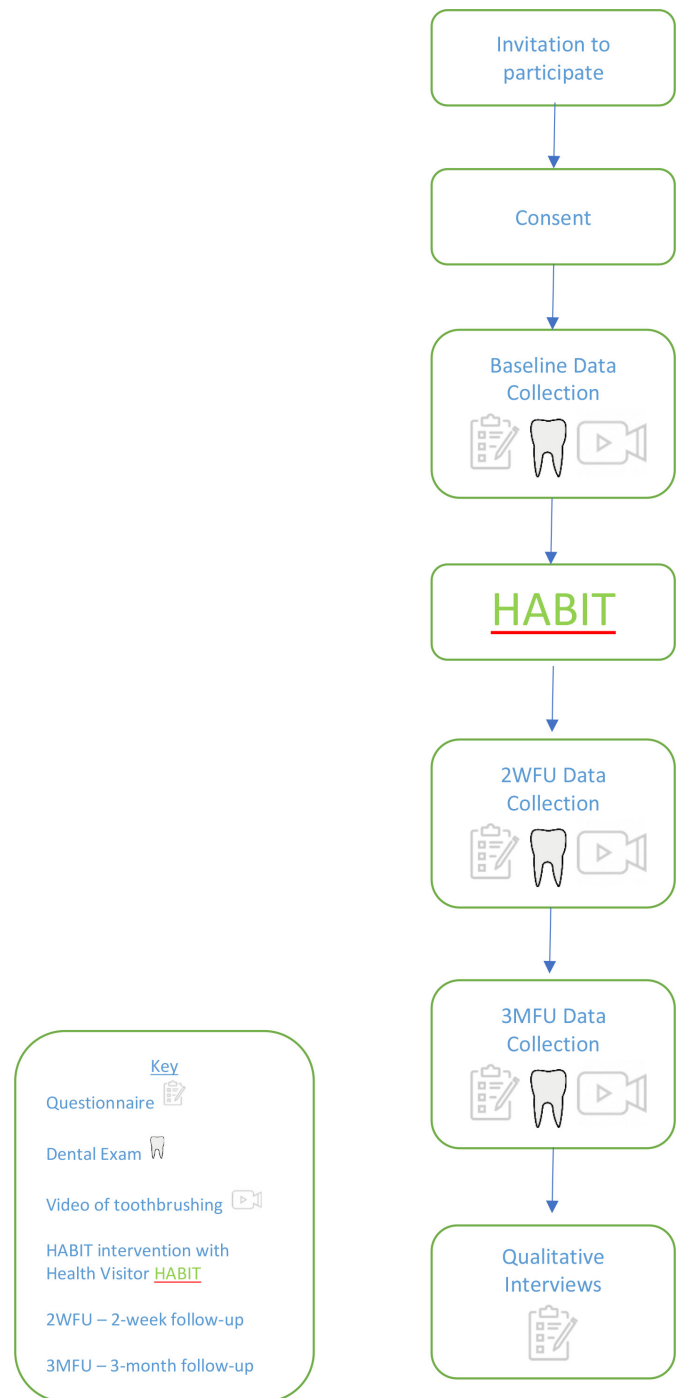 Invitation to
participate
Consent
Baseline Data
Collection
HABIT
2WFU Data
Collection
3MFU Data
Collection
Qualitative
Interviews
Key
Questionnaire
Dental Exam
Video of toothbrushing
HABIT intervention with
Health Visitor HABIT
2WFU – 2-week follow-up
3MFU – 3-month follow-up